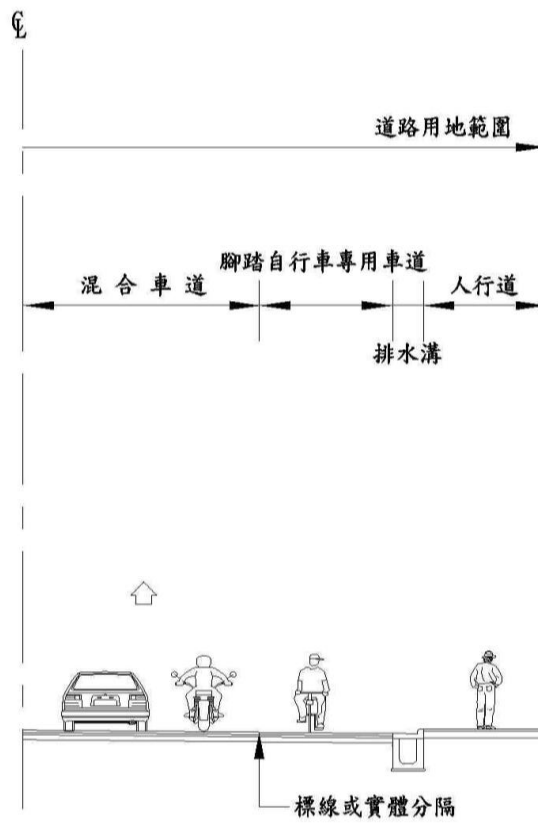 ℄
道路用地範圍
腳踏自行車專用車道
混合車道
人行道
排水溝
標線或實體分隔